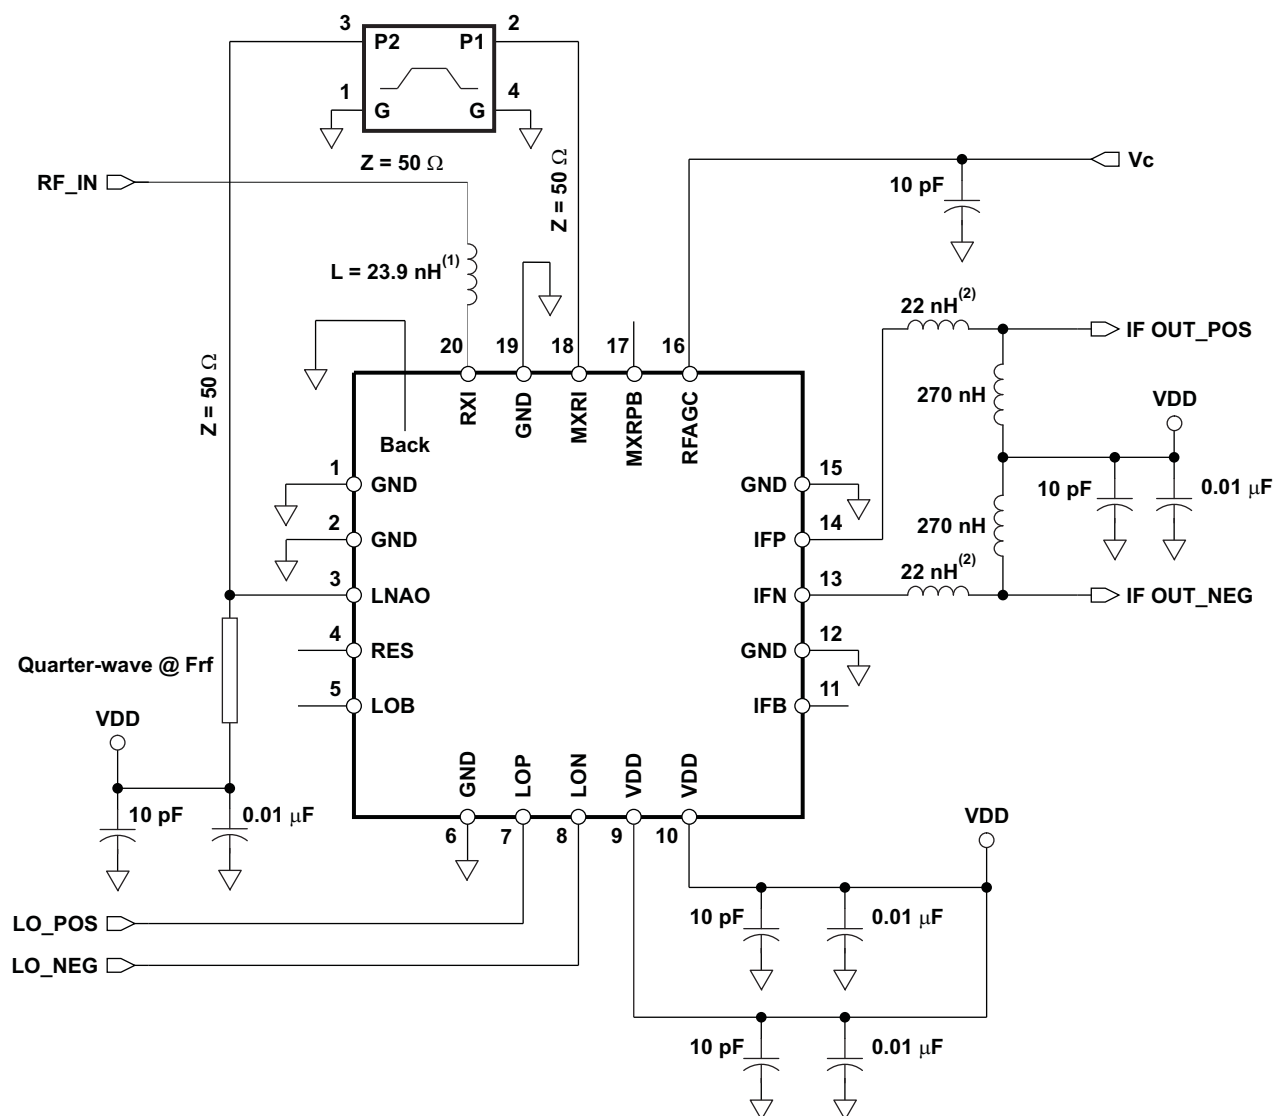 3
2
P2
P1
1
4
G
G
Z = 50 Ω
RF_IN
Z = 50 Ω
Vc
10 pF
L = 23.9 nH(1)
22 nH(2)
IF OUT_POS
20
19
18
17
16
Z = 50 Ω
RXI
GND
MXRI
MXRPB
RFAGC
270 nH
VDD
Back
1
GND
15
GND
10 pF
0.01 μF
2
GND
14
IFP
270 nH
3
LNAO
13
IFN
22 nH(2)
IF OUT_NEG
4
RES
12
GND
Quarter-wave @ Frf
5
LOB
11
IFB
VDD
GND
LOP
LON
VDD
VDD
10 pF
0.01 μF
6
7
8
9
10
VDD
LO_POS
10 pF
0.01 μF
LO_NEG
10 pF
0.01 μF